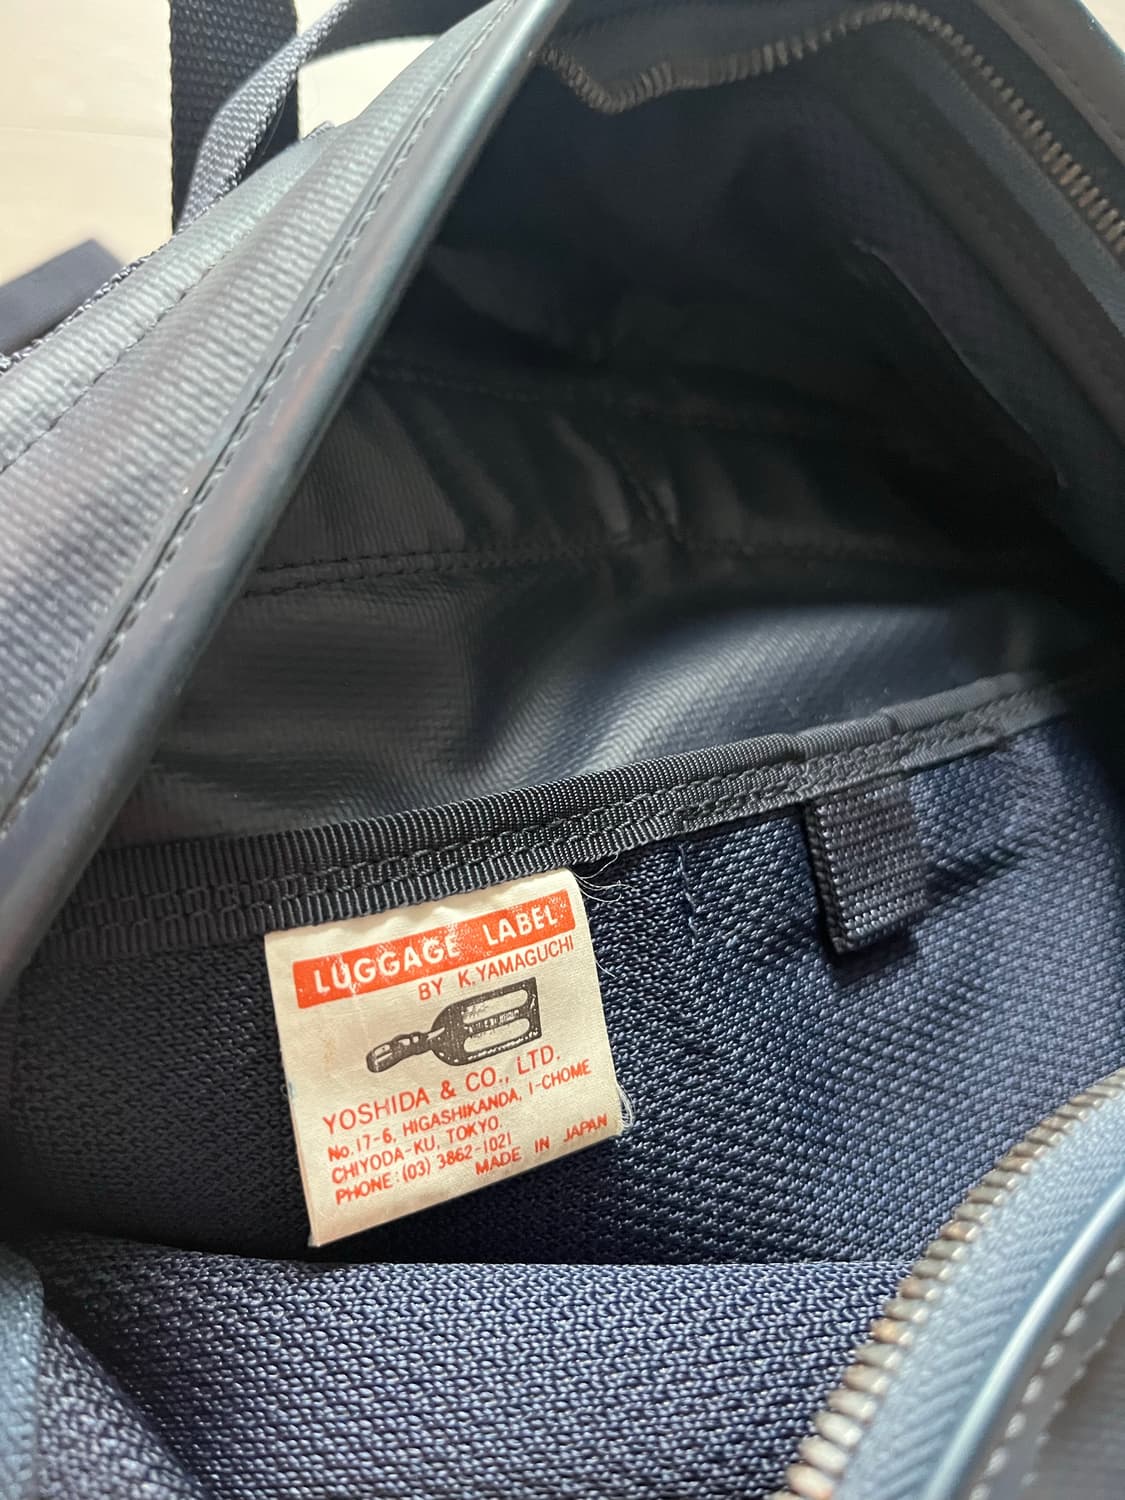 LUGGAGE LABEL
BY K.YAMAGUCHI
YOSHIDA & CO., LTD.
No.17-6, HIGASHIKANDA, 1-CHOME
CHIYODA-KU, TOKYO.
PHONE:(03) 3862-1021
MADE IN JAPAN